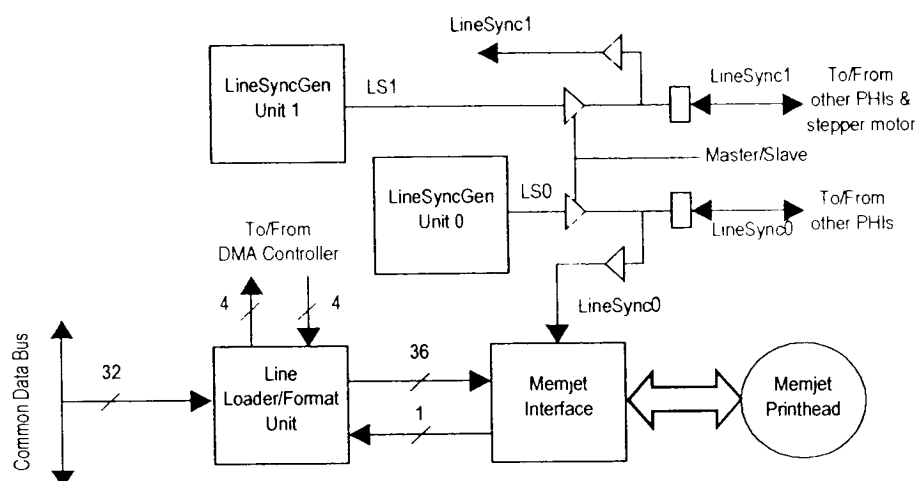 LineSync1
LineSyncGen
Unit 1
LS1
LineSync1
To/From
other PHIs &
stepper motor
Master/Slave
LineSyncGen
Unit 0
LS0
LineSync0
To/From
other PHIs
To/From
DMA Controller
4
4
LineSync0
Common Data Bus
32
Line
Loader/Format
Unit
36
1
Memjet
Interface
Memjet
Printhead